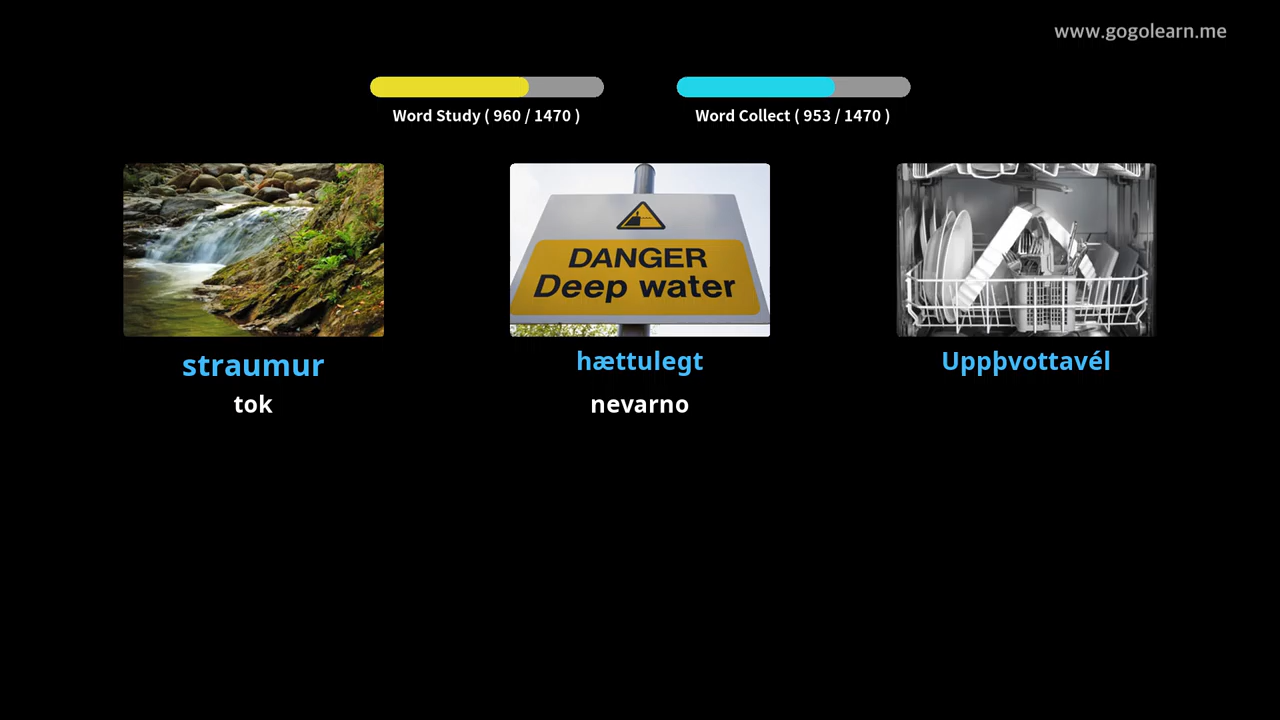 www.gogolearn.me
Word Study ( 960 / 1470 )
Word Collect ( 953 / 1470 )
DANGER
Deep water
straumur
hættulegt
Uppþvottavél
tok
nevarno